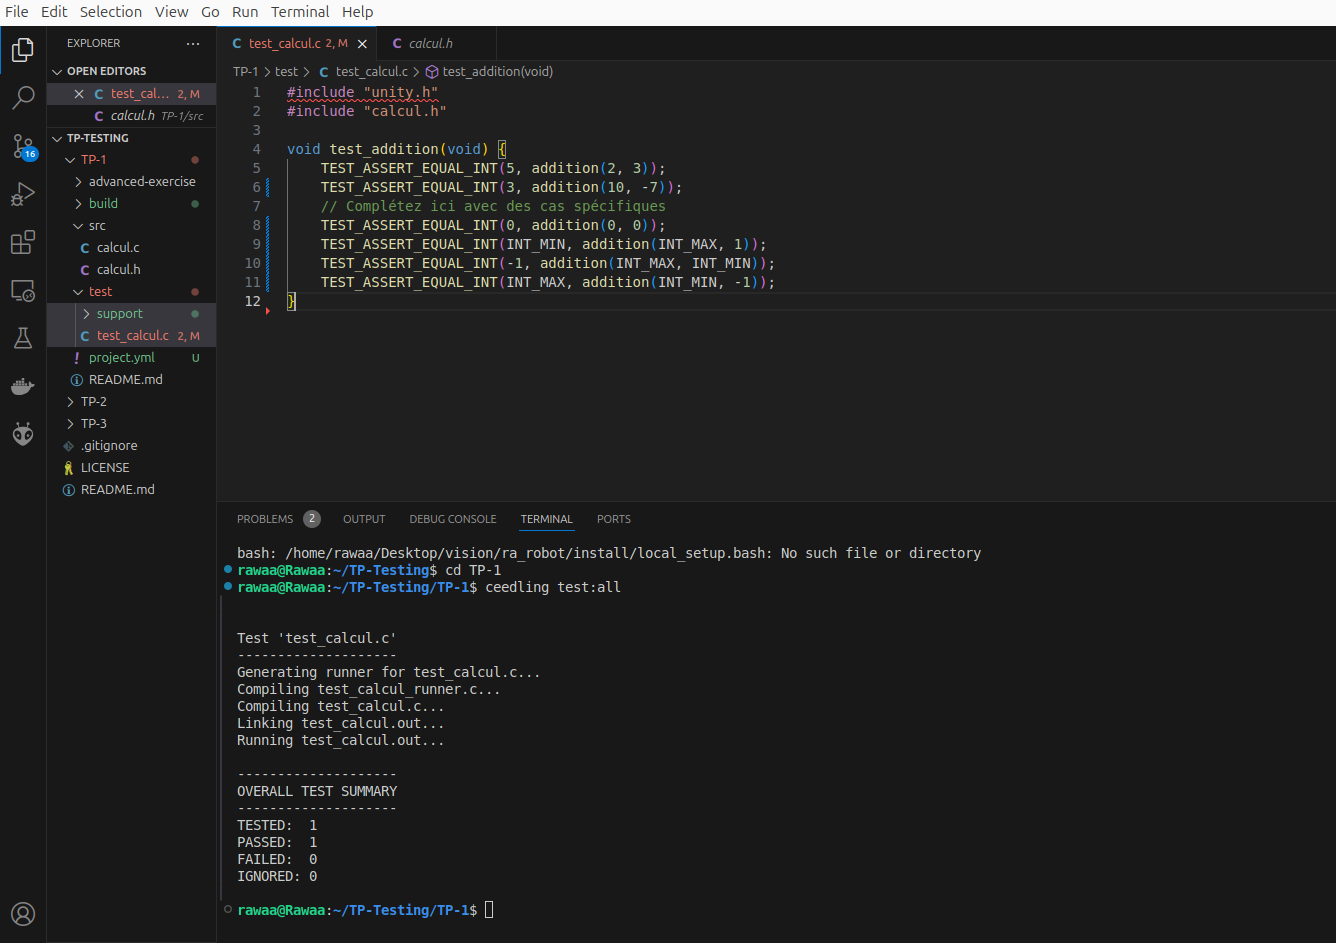 File Edit Selection View Go Run Terminal Help
EXPLORER ...
OPEN EDITORS
test_cal... 2, M
calcul.h TP-1/src
TP-TESTING
TP-1
advanced-exercise
build
src
calcul.c
calcul.h
test
support
test_calcul.c 2, M
project.yml U
README.md
TP-2
TP-3
.gitignore
LICENSE
README.md
16
test_calcul.c 2, M
calcul.h
TP-1 > test > C test_calcul.c > test_addition(void)
1 #include "unity.h"
2 #include "calcul.h"
3
4 void test_addition(void) {
5 TEST_ASSERT_EQUAL_INT(5, addition(2, 3));
6 TEST_ASSERT_EQUAL_INT(3, addition(10, -7));
7 // Complétez ici avec des cas spécifiques
8 TEST_ASSERT_EQUAL_INT(0, addition(0, 0));
9 TEST_ASSERT_EQUAL_INT(INT_MIN, addition(INT_MAX, 1));
10 TEST_ASSERT_EQUAL_INT(-1, addition(INT_MAX, INT_MIN));
11 TEST_ASSERT_EQUAL_INT(INT_MAX, addition(INT_MIN, -1));
12 }
PROBLEMS 2 OUTPUT DEBUG CONSOLE TERMINAL PORTS
bash: /home/rawaa/Desktop/vision/ra_robot/install/local_setup.bash: No such file or directory
rawaa@Rawaa:~/TP-Testing$ cd TP-1
rawaa@Rawaa:~/TP-Testing/TP-1$ ceedling test:all
Test 'test_calcul.c'
--------------------
Generating runner for test_calcul.c...
Compiling test_calcul_runner.c...
Compiling test_calcul.c...
Linking test_calcul.out...
Running test_calcul.out...
--------------------
OVERALL TEST SUMMARY
--------------------
TESTED: 1
PASSED: 1
FAILED: 0
IGNORED: 0
rawaa@Rawaa:~/TP-Testing/TP-1$